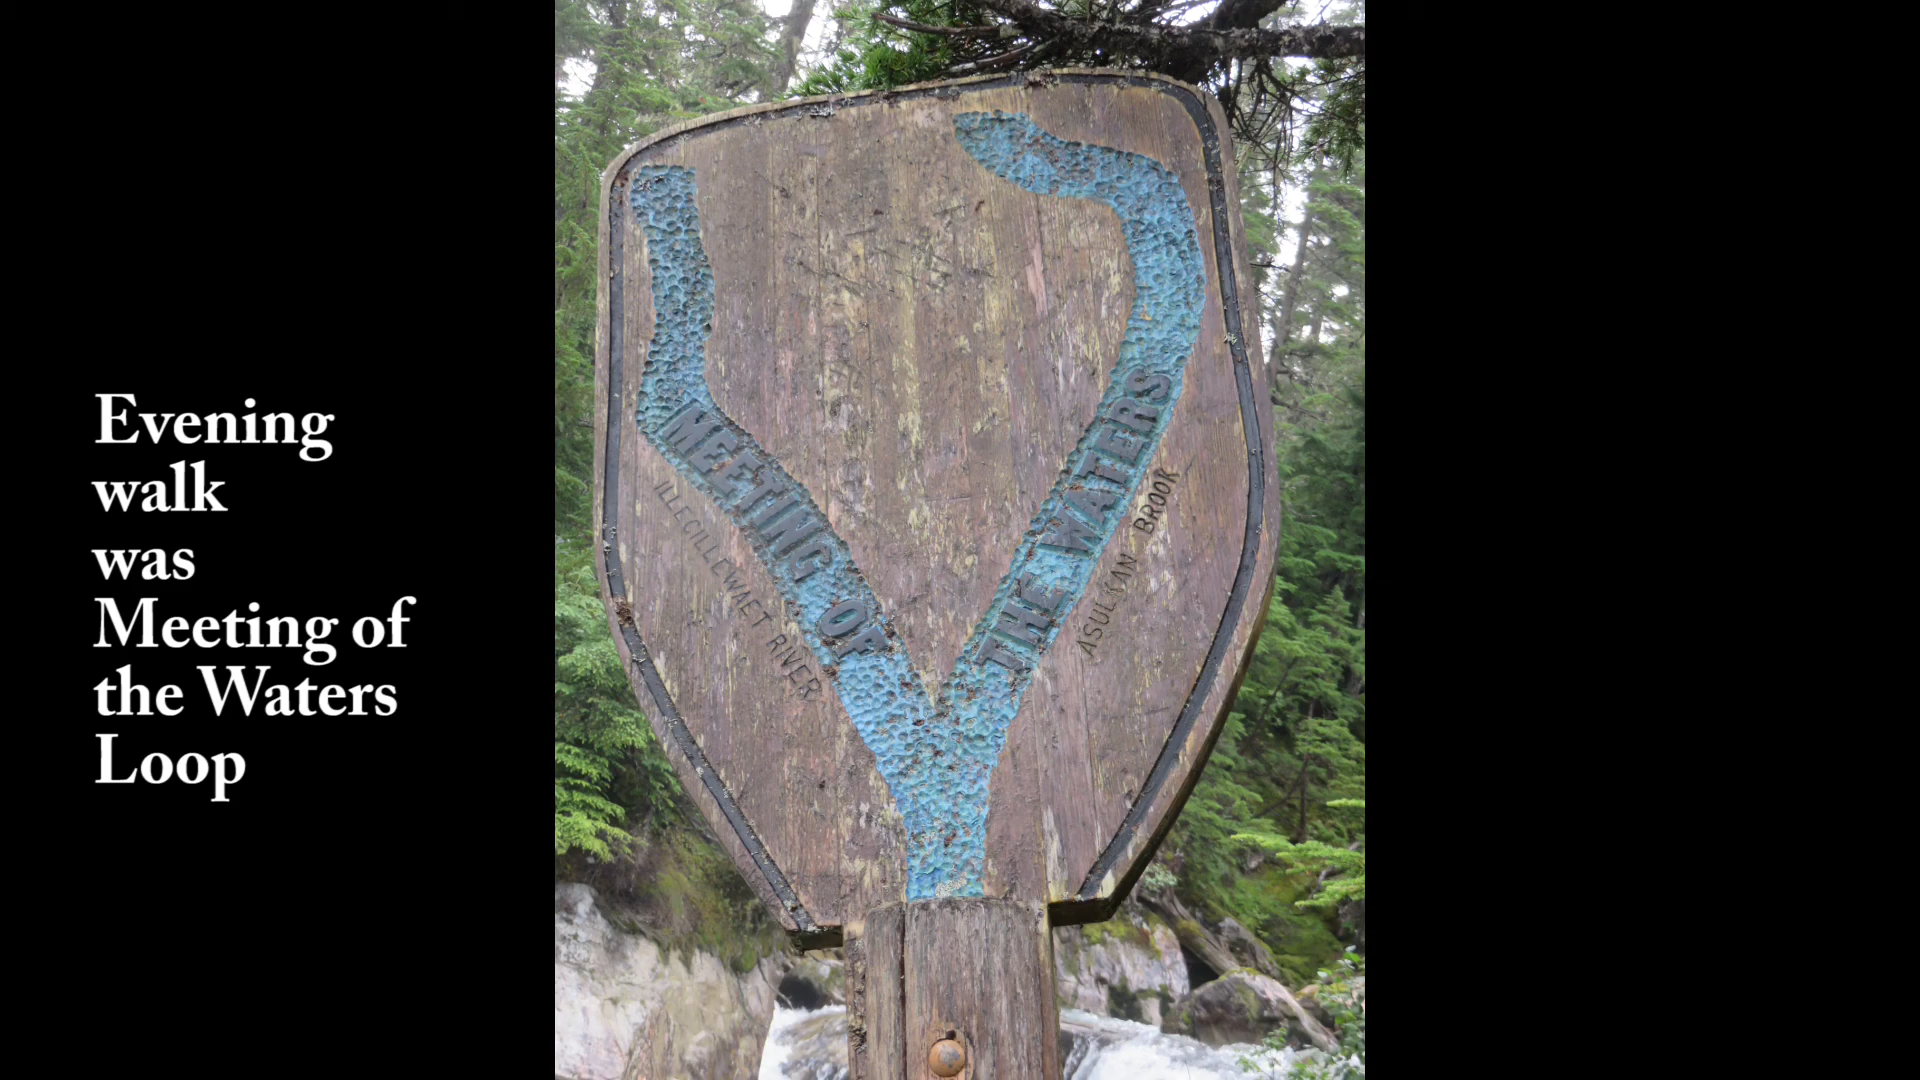 Evening
walk
was
Meeting of
the Waters
Loop
MEETING OF
THE WATERS
ILLECILLEWAET RIVER
ASULKAN BROOK